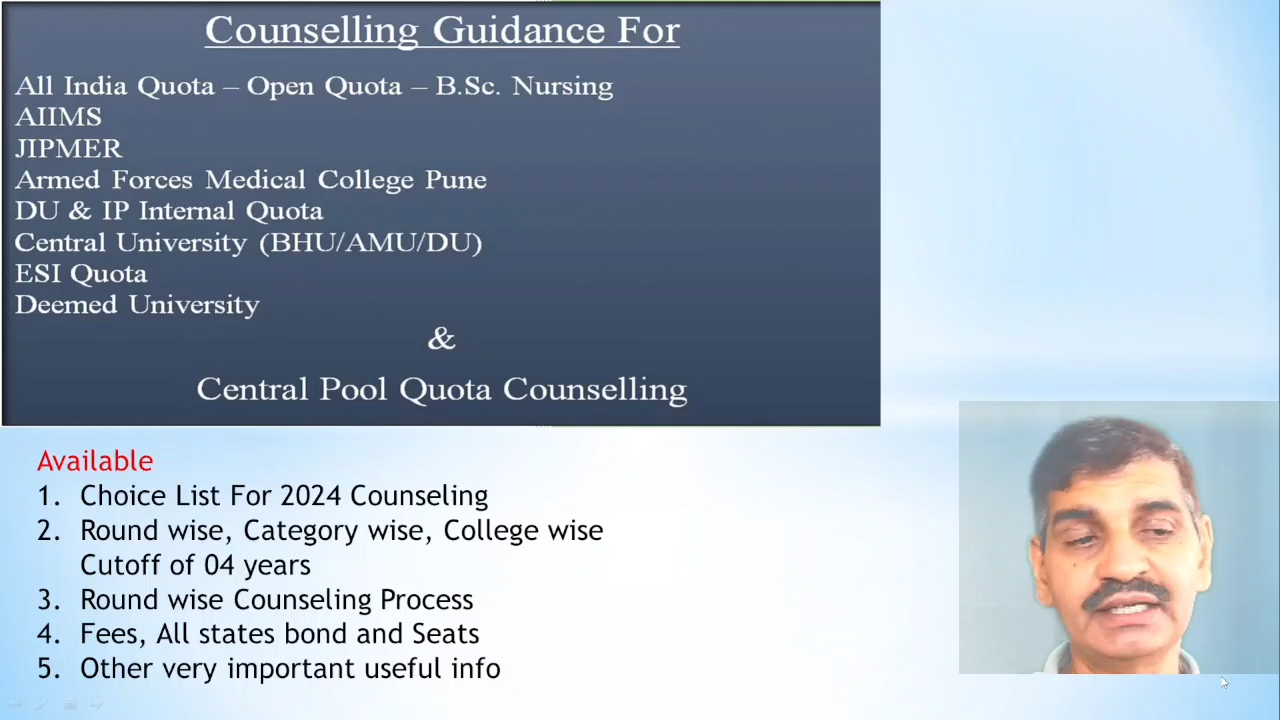 Counselling Guidance For
All India Quota – Open Quota – B.Sc. Nursing
AIIMS
JIPMER
Armed Forces Medical College Pune
DU & IP Internal Quota
Central University (BHU/AMU/DU)
ESI Quota
Deemed University
&
Central Pool Quota Counselling
Available
1. Choice List For 2024 Counseling
2. Round wise, Category wise, College wise
Cutoff of 04 years
3. Round wise Counseling Process
4. Fees, All states bond and Seats
5. Other very important useful info